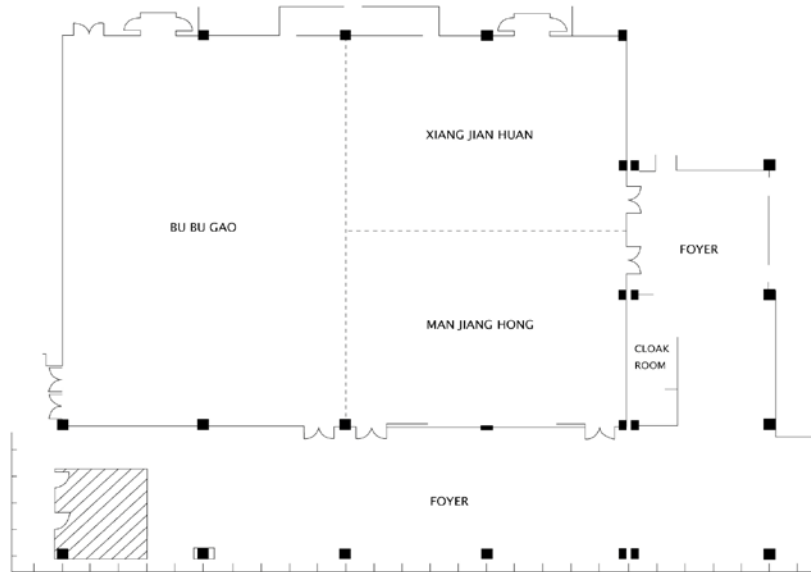 XIANG JIAN HUAN
BU BU GAO
FOYER
MAN JIANG HONG
CLOAK
ROOM
FOYER